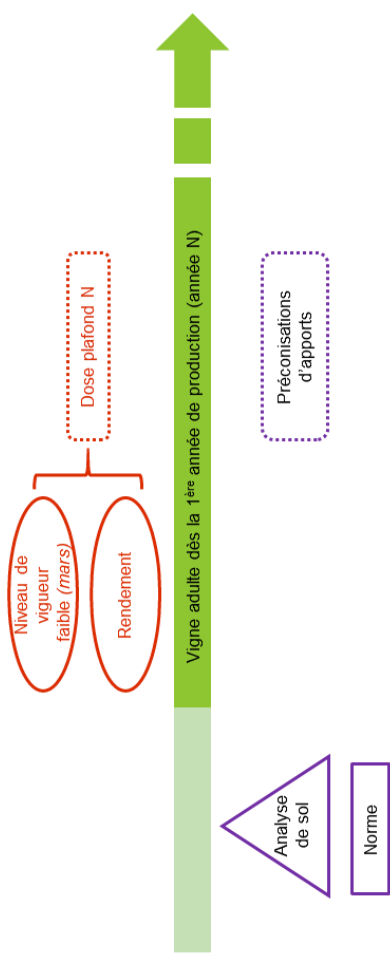 Niveau de
vigueur
faible (mars)
Rendement
Dose plafond N
Vigne adulte dès la 1ère année de production (année N)
Analyse
de sol
Norme
Préconisations
d'apports